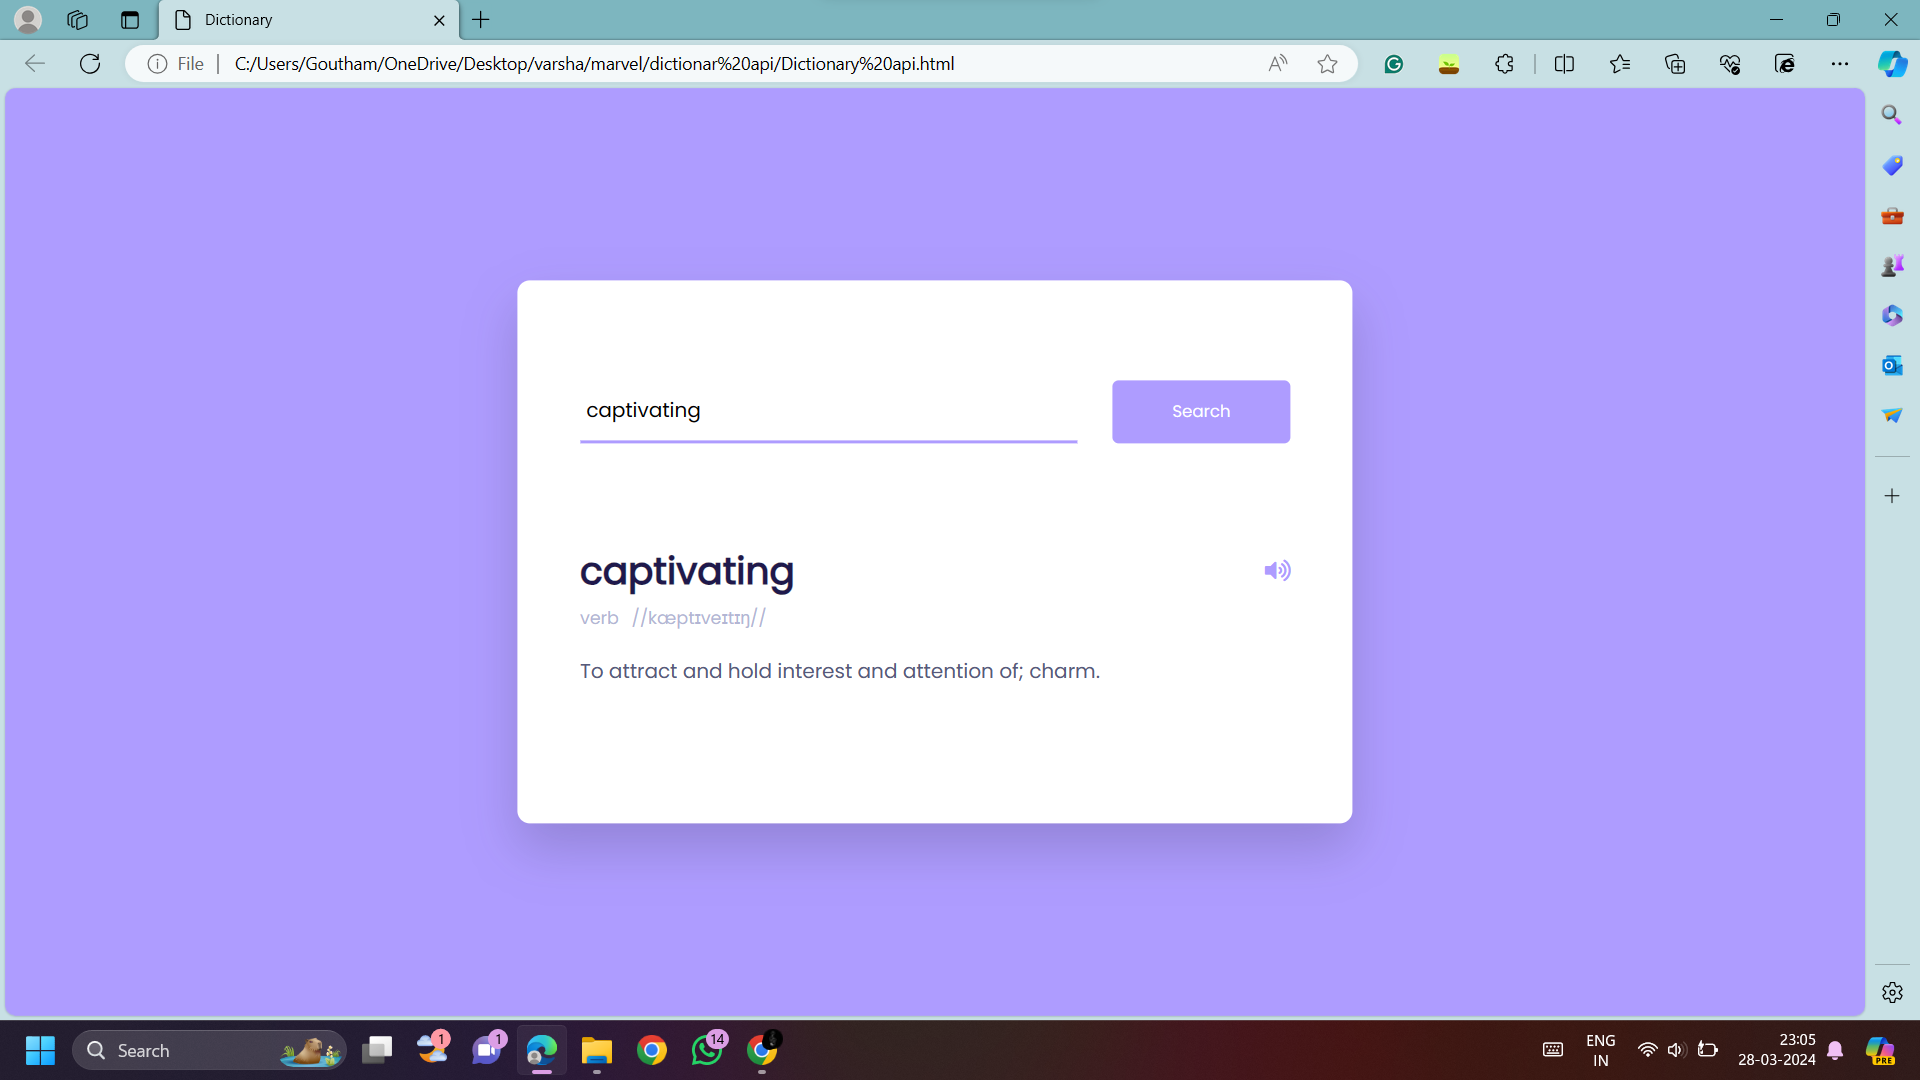 Dictionary
File
C:/Users/Goutham/OneDrive/Desktop/varsha/marvel/dictionar%20api/Dictionary%20api.html
captivating
Search
captivating
verb //kæptɪveɪtɪŋ//
To attract and hold interest and attention of; charm.
Search
1
1
14
ENG
IN
23:05
28-03-2024
PRE